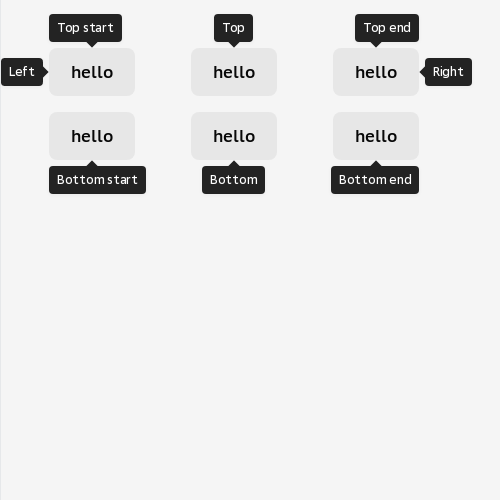 Top start
Top
Top end
Left
hello
hello
hello
Right
hello
hello
hello
Bottom start
Bottom
Bottom end